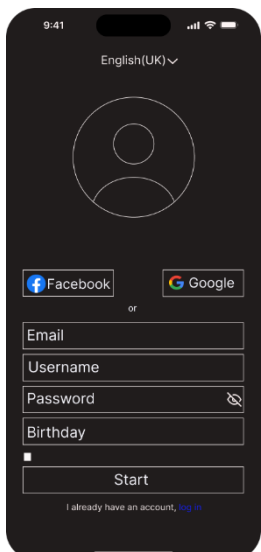 9:41
English(UK)
Facebook
Google
or
Email
Username
Password
Birthday
Start
I already have an account, log in